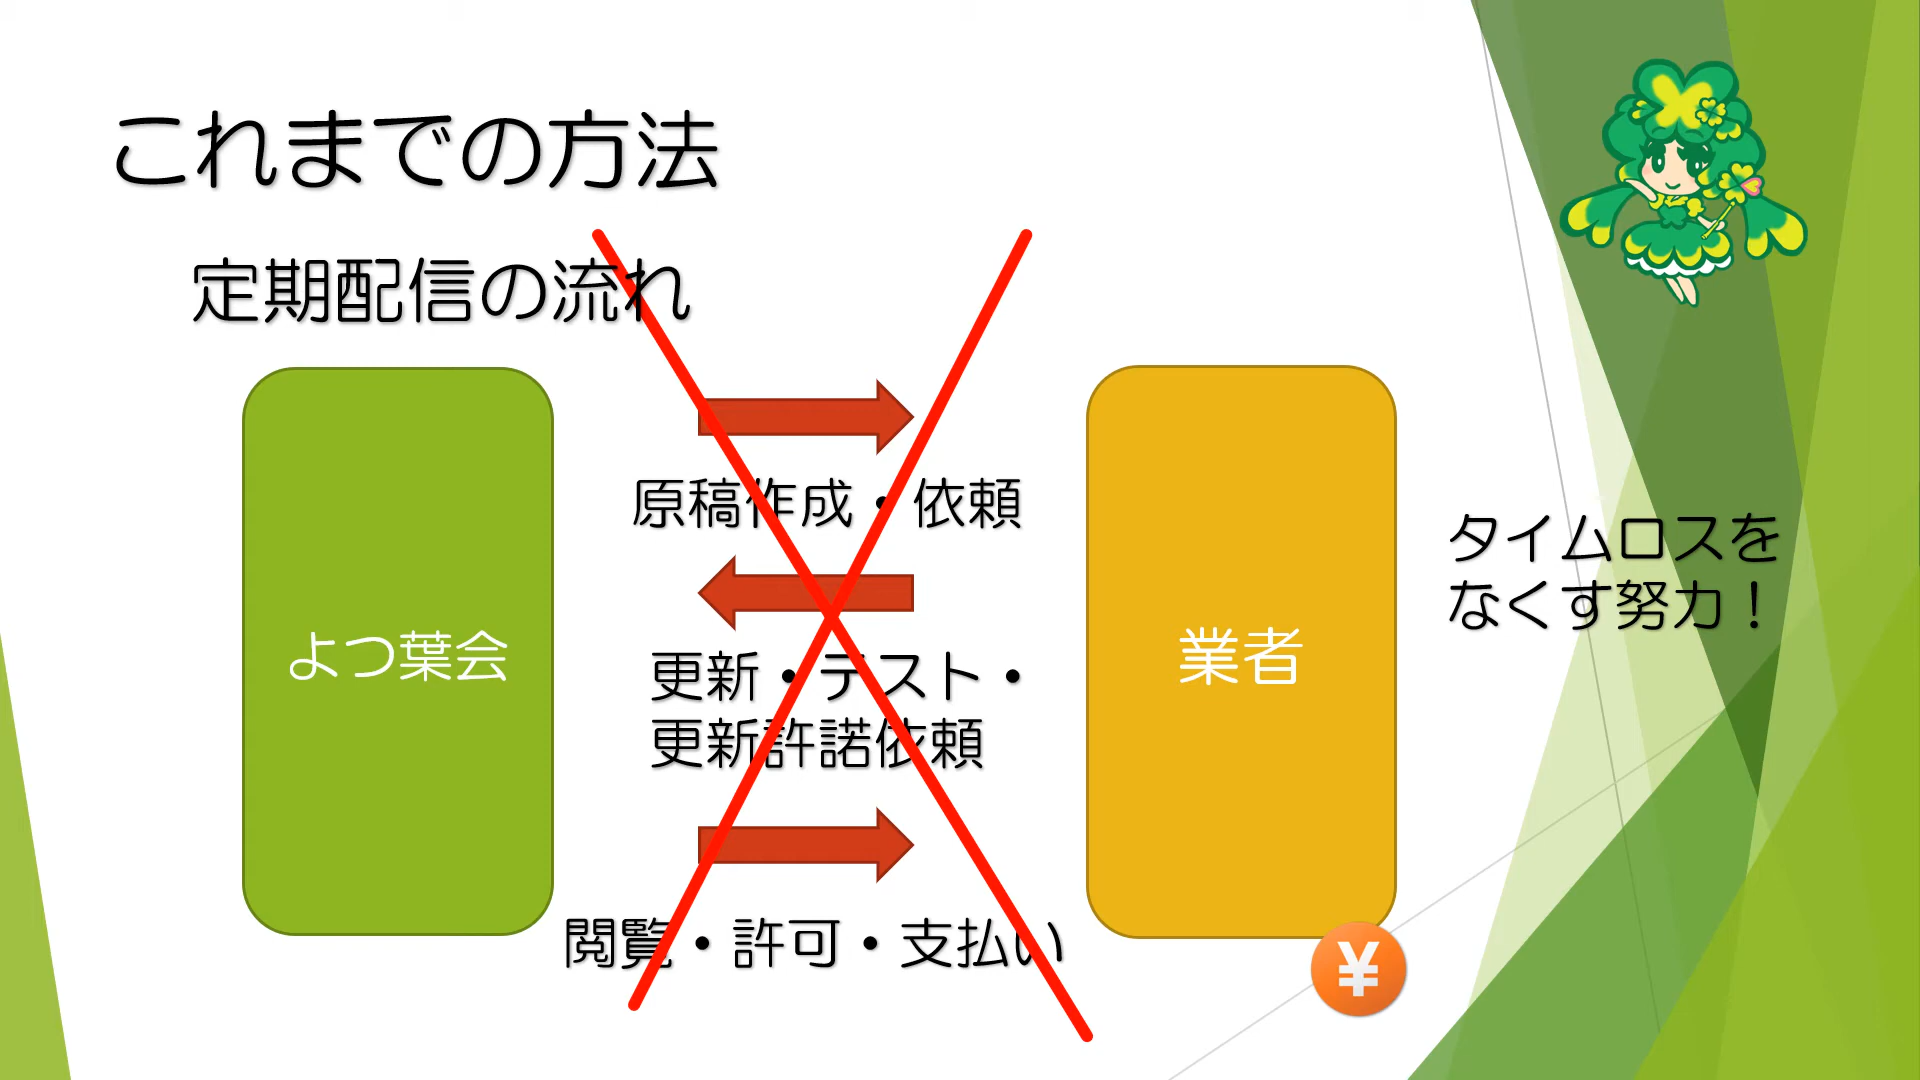 これまでの方法
定期配信の流れ
よつ葉会
原稿作成・依頼
更新・テスト・
更新許諾依頼
閲覧・許可・支払い
業者
¥
タイムロスを
なくす努力！